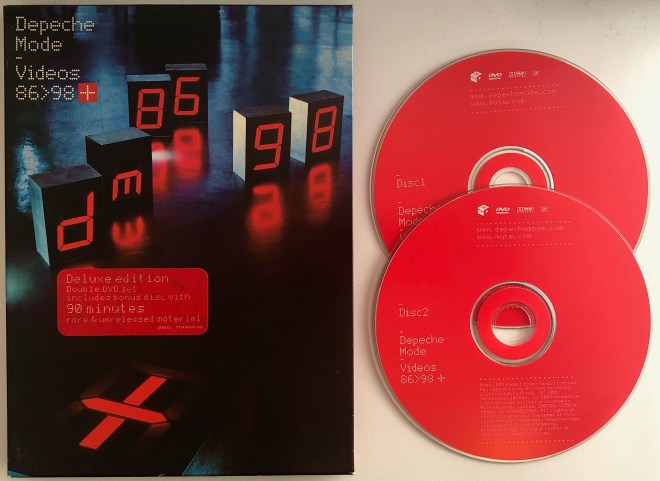 Depeche
Mode
-
Videos
86>98 +
86
98
dm
Deluxe edition
Double DVD set
includes bonus disc with
90 minutes
rare & unreleased material
+
DVD
www.depechemode.com
www.mute.com
-
Disc1
-
Depeche
DVD
www.depechemode.com
www.mute.com
-
Disc2
-
Depeche
Mode
-
Videos
86>98 +